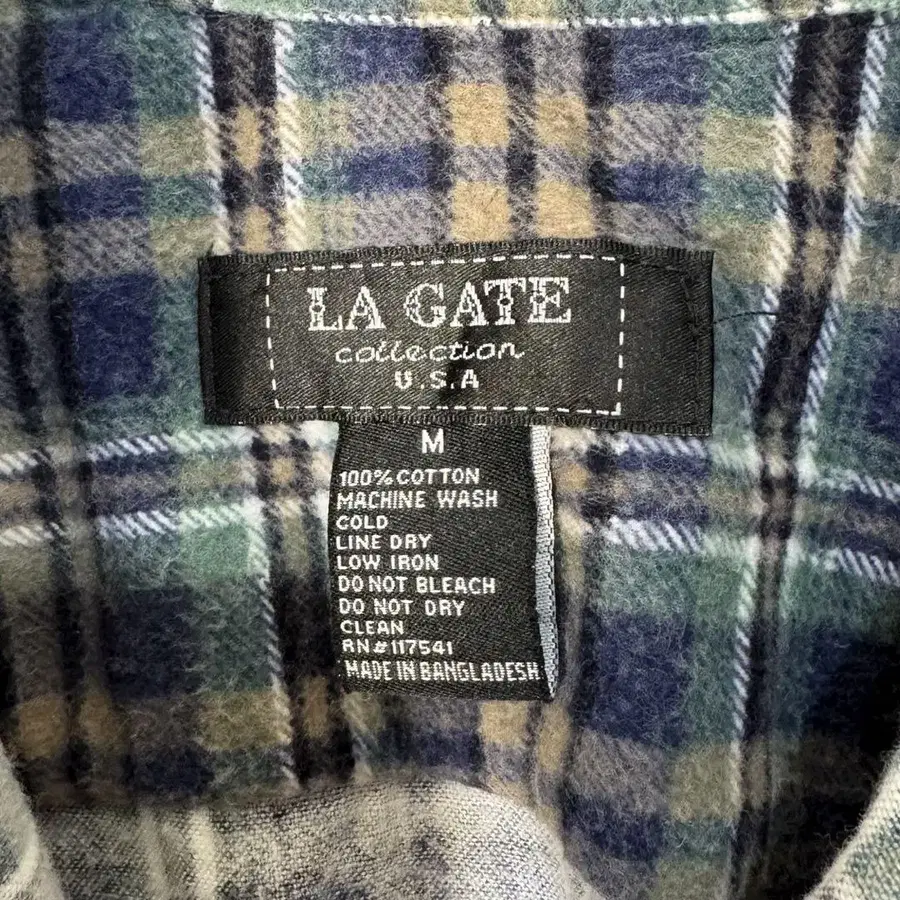 LA GATE
collection
U.S.A
M
100% COTTON
MACHINE WASH
COLD
LINE DRY
LOW IRON
DO NOT BLEACH
DO NOT DRY
CLEAN
RN#117541
MADE IN BANGLADESH